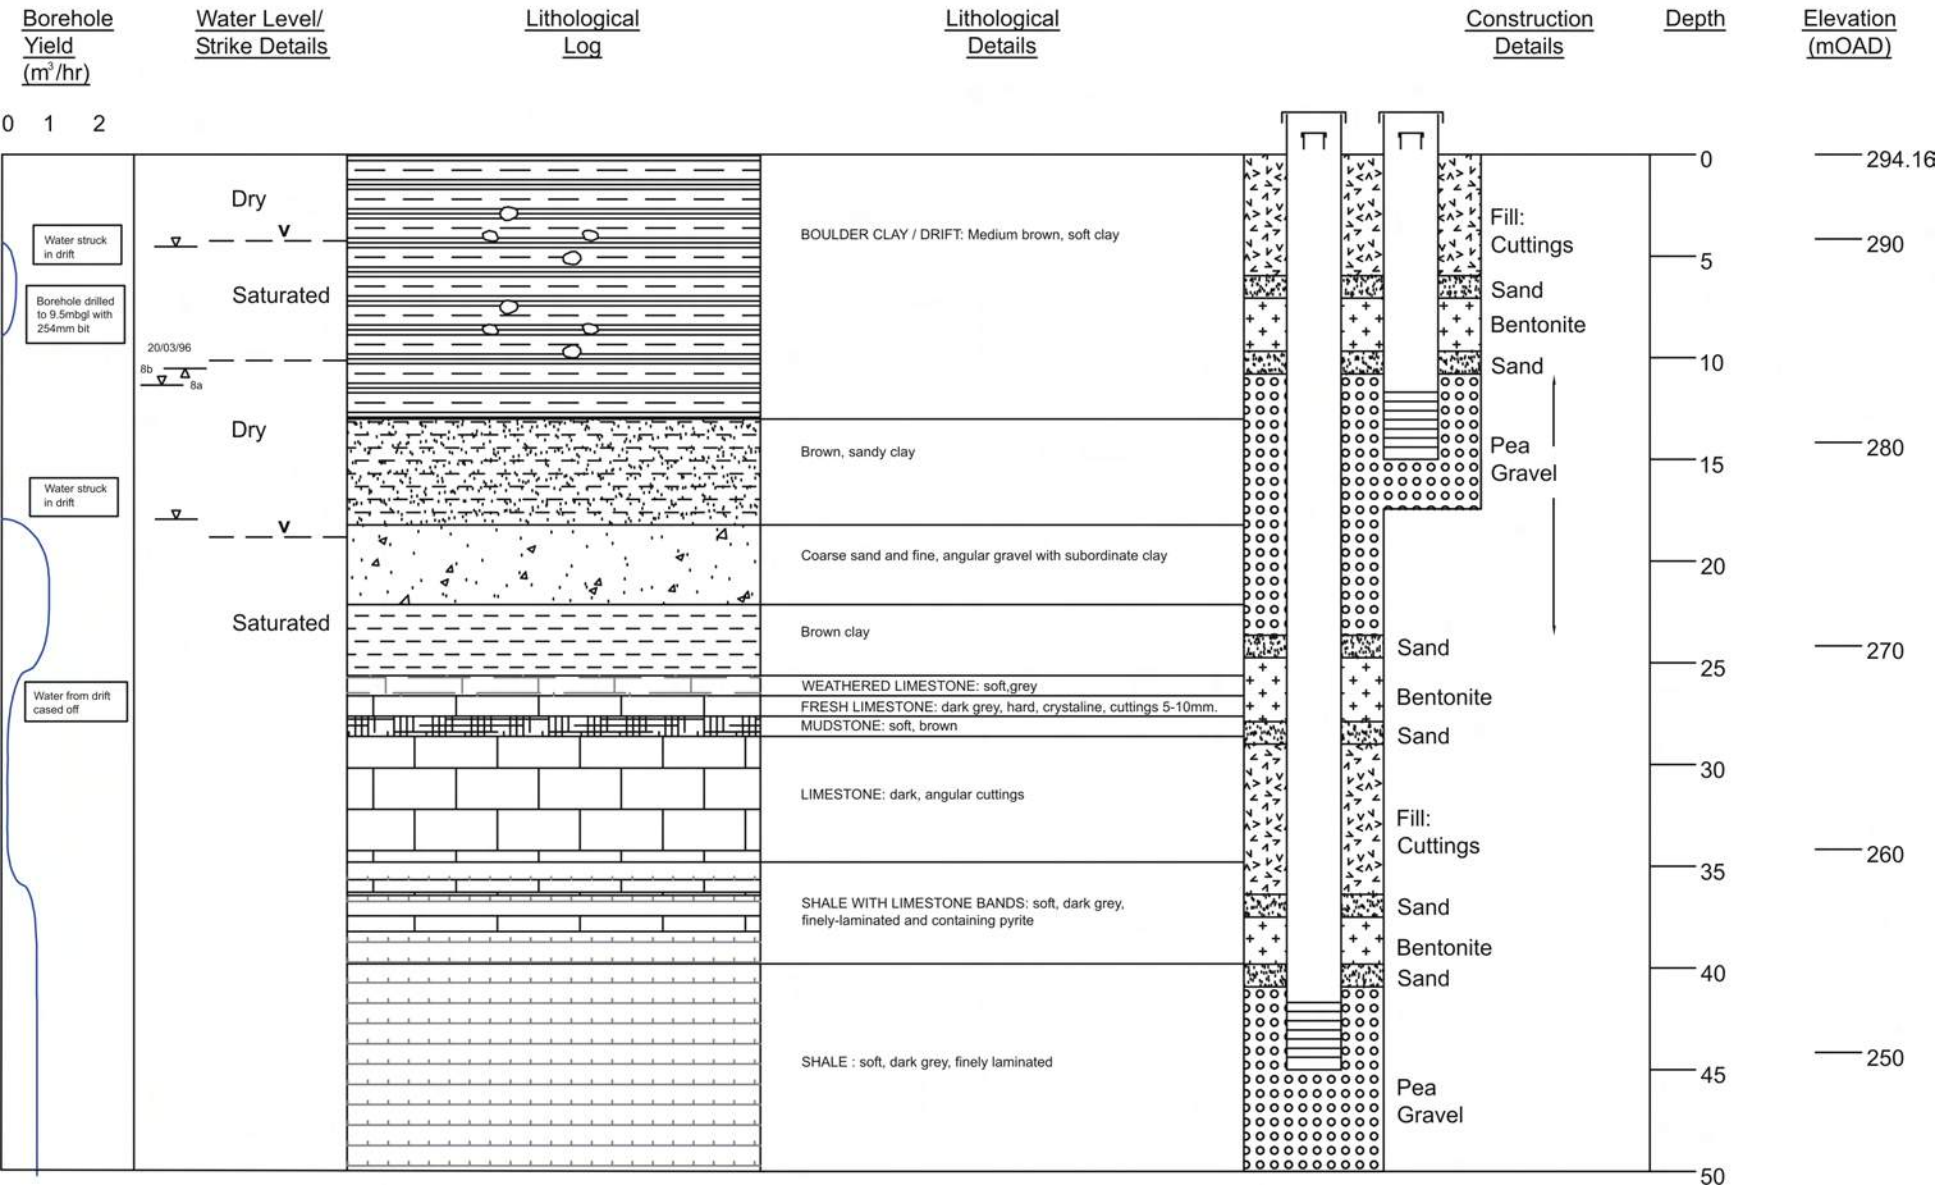 Borehole
Yield
(m³/hr)
Water Level/
Strike Details
Lithological
Log
Lithological
Details
Construction
Details
Depth
Elevation
(mOAD)
0 1 2
0
294.16
Dry
Water struck
in drift
V
BOULDER CLAY / DRIFT: Medium brown, soft clay
Fill:
Cuttings
290
5
Saturated
Borehole drilled
to 9.5mbgl with
254mm bit
Sand
Bentonite
20/03/96
8b
8a
Sand
10
Dry
Brown, sandy clay
Pea
Gravel
280
15
Water struck
in drift
V
Coarse sand and fine, angular gravel with subordinate clay
20
Saturated
Brown clay
Sand
270
25
WEATHERED LIMESTONE: soft,grey
Water from drift
cased off
FRESH LIMESTONE: dark grey, hard, crystaline, cuttings 5-10mm.
MUDSTONE: soft, brown
Bentonite
Sand
30
LIMESTONE: dark, angular cuttings
Fill:
Cuttings
260
35
SHALE WITH LIMESTONE BANDS: soft, dark grey,
finely-laminated and containing pyrite
Sand
Bentonite
Sand
40
SHALE : soft, dark grey, finely laminated
250
45
Pea
Gravel
50